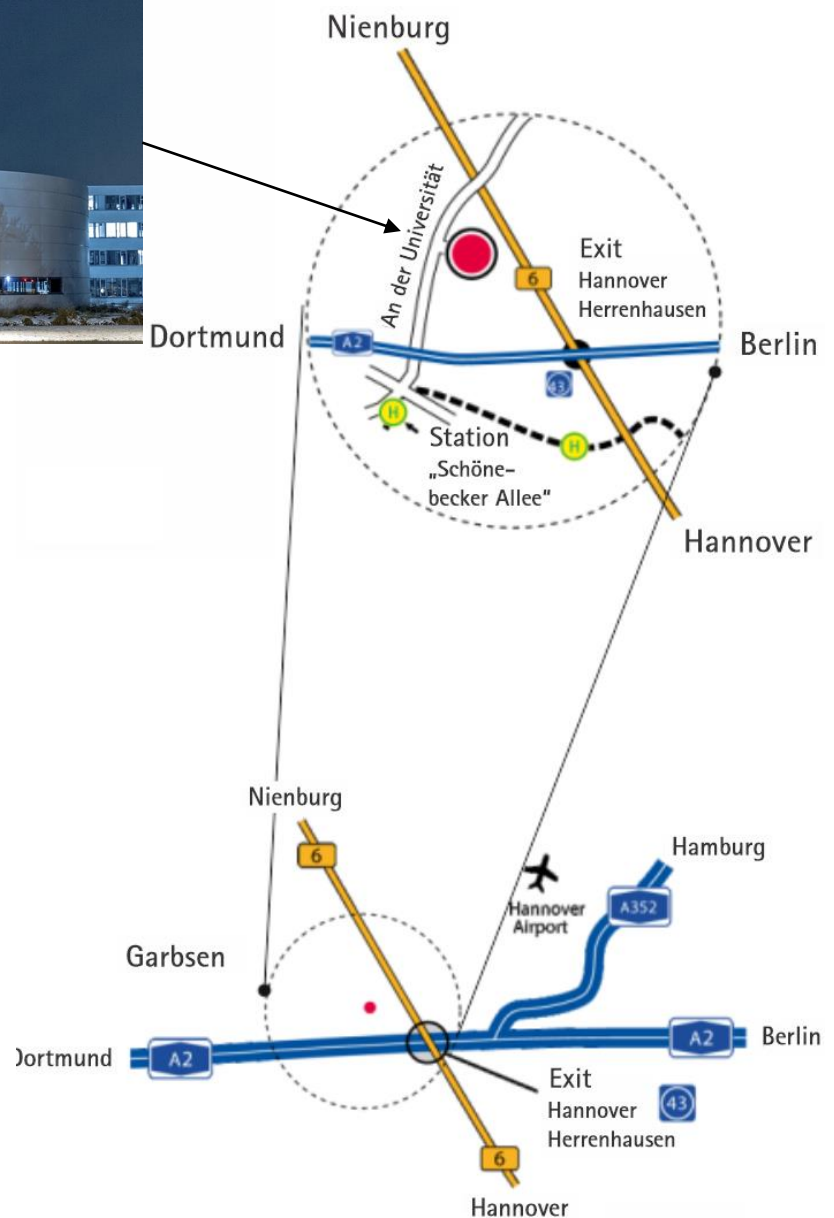 Nienburg
An der Universität
Exit
Hannover
Herrenhausen
6
Dortmund
A2
Berlin
43
H
H
Station
„Schöne-
becker Allee“
Hannover
Nienburg
6
Hamburg
A352
Hannover
Airport
Garbsen
Dortmund
A2
A2
Berlin
Exit
Hannover
Herrenhausen
43
6
Hannover